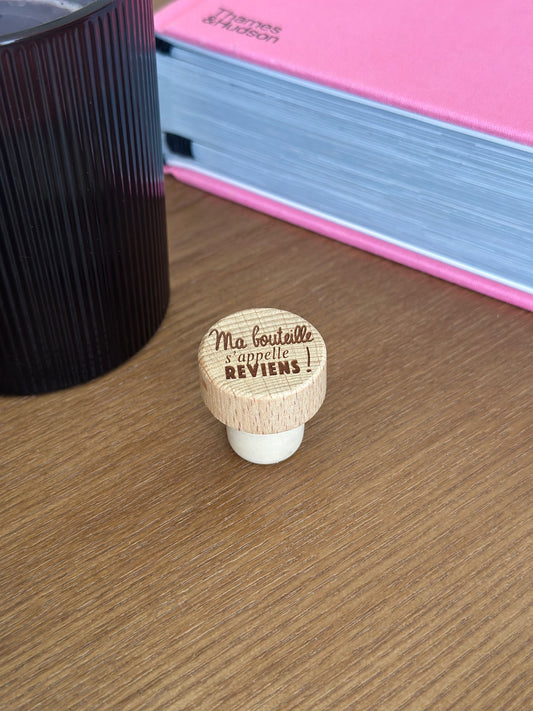 Thames
&Hudson
Ma bouteille
s'appelle
REVIENS !